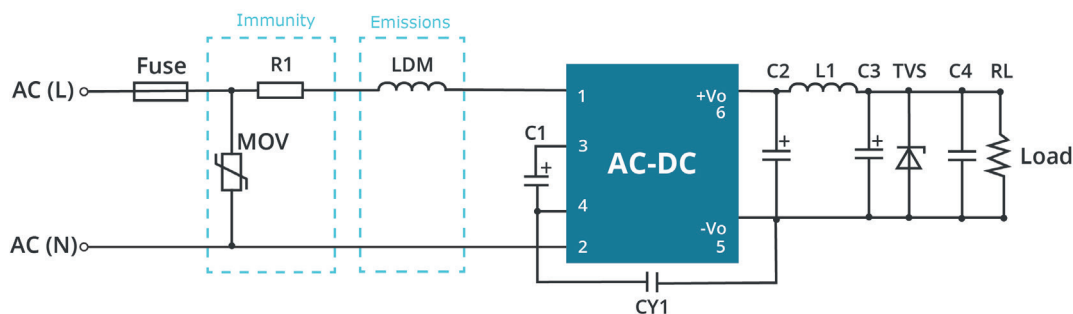 Immunity
Emissions
Fuse
R1
LDM
C2
L1
C3
TVS
C4
RL
AC (L)
1
+Vo
6
MOV
C1
3
AC-DC
Load
4
AC (N)
2
-Vo
5
CY1
+
+
+